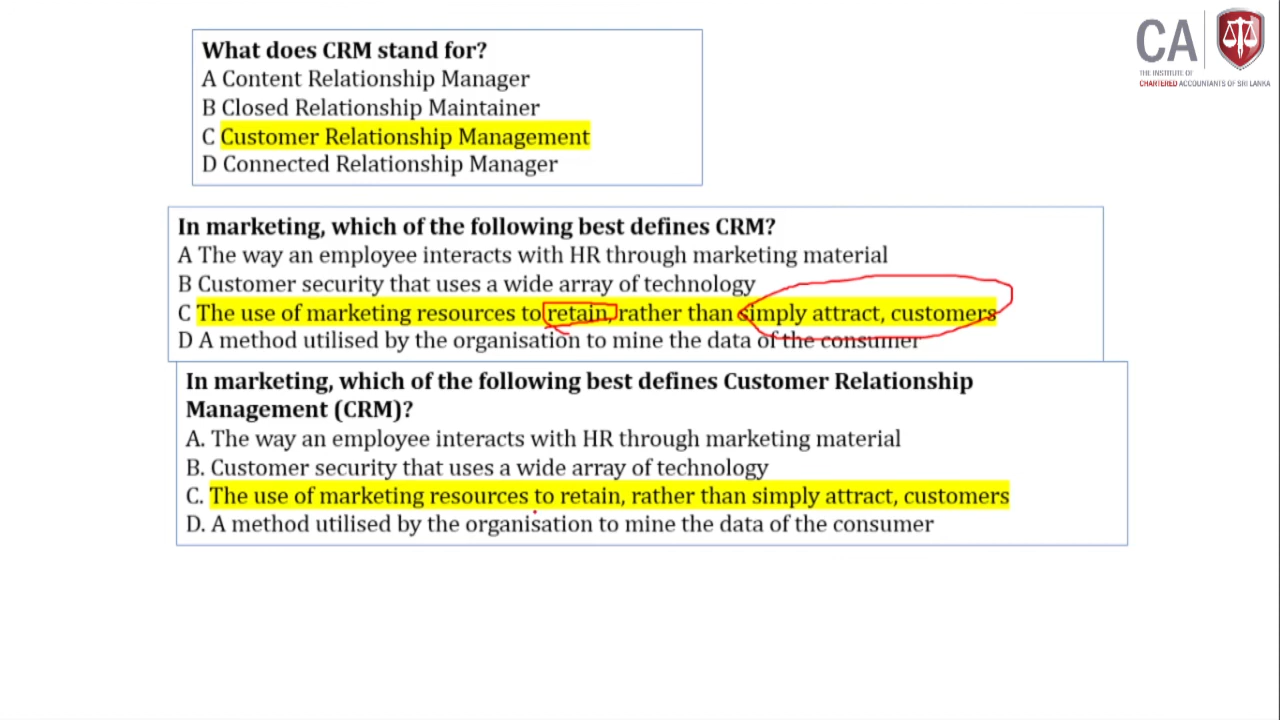 CA
THE INSTITUTE OF
CHARTERED ACCOUNTANTS OF SRI LANKA
What does CRM stand for?
A Content Relationship Manager
B Closed Relationship Maintainer
C Customer Relationship Management
D Connected Relationship Manager
In marketing, which of the following best defines CRM?
A The way an employee interacts with HR through marketing material
B Customer security that uses a wide array of technology
C The use of marketing resources to retain, rather than simply attract, customers
D A method utilised by the organisation to mine the data of the consumer
In marketing, which of the following best defines Customer Relationship
Management (CRM)?
A. The way an employee interacts with HR through marketing material
B. Customer security that uses a wide array of technology
C. The use of marketing resources to retain, rather than simply attract, customers
D. A method utilised by the organisation to mine the data of the consumer